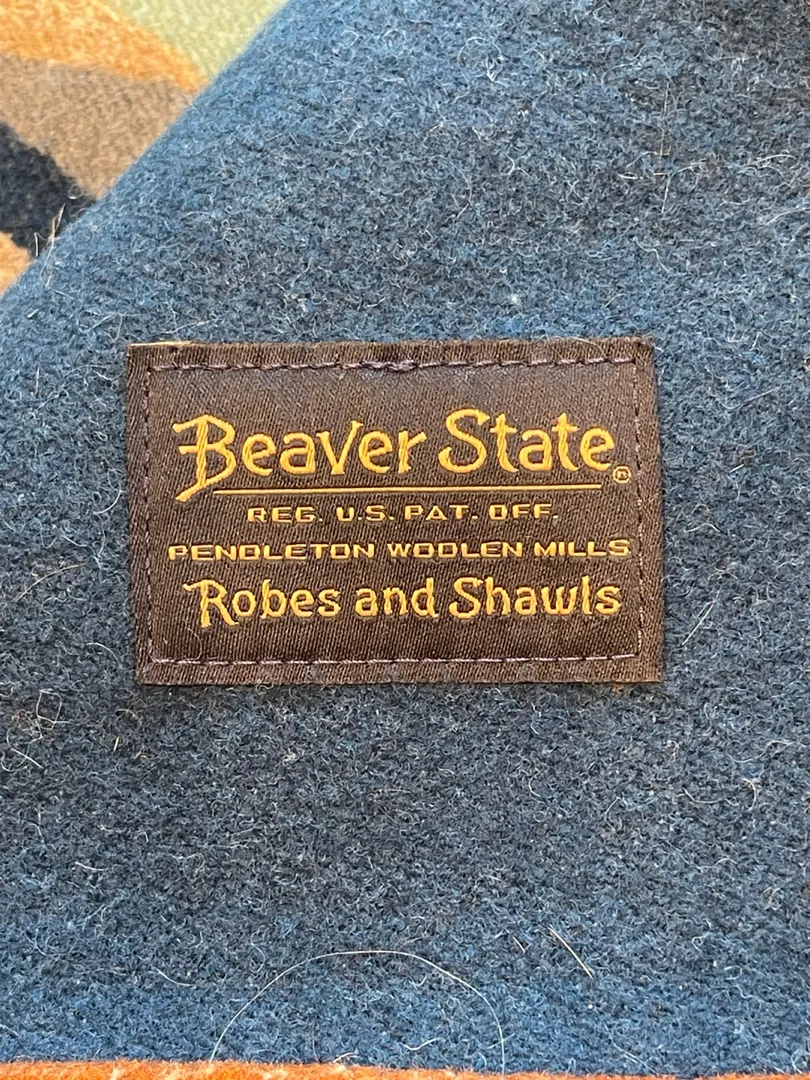 Beaver State®
REG. U.S. PAT. OFF.
PENDLETON WOOLEN MILLS
Robes and Shawls